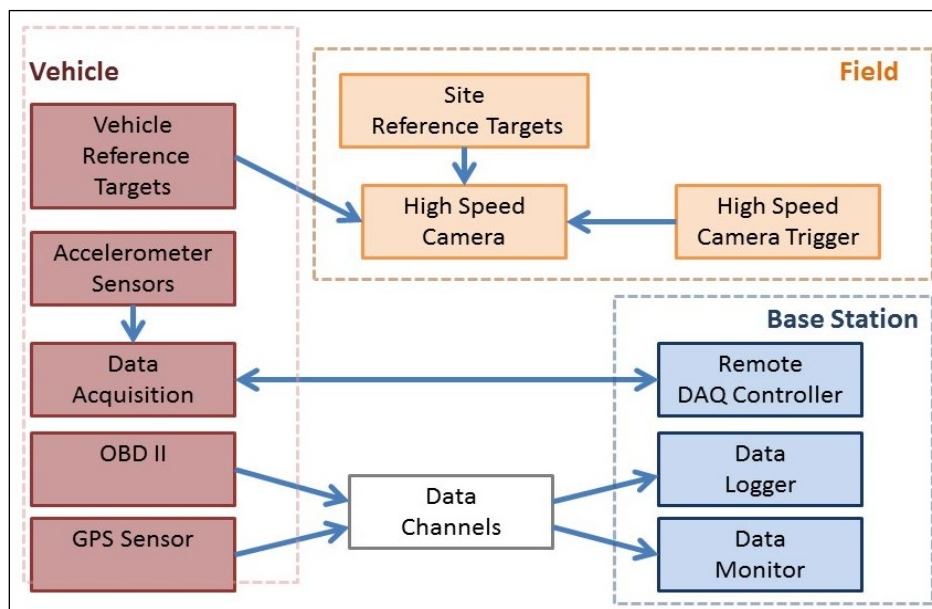 Vehicle
Vehicle
Reference
Targets
Accelerometer
Sensors
Data
Acquisition
OBD II
GPS Sensor
Field
Site
Reference Targets
High Speed
Camera
High Speed
Camera Trigger
Data
Channels
Base Station
Remote
DAQ Controller
Data
Logger
Data
Monitor